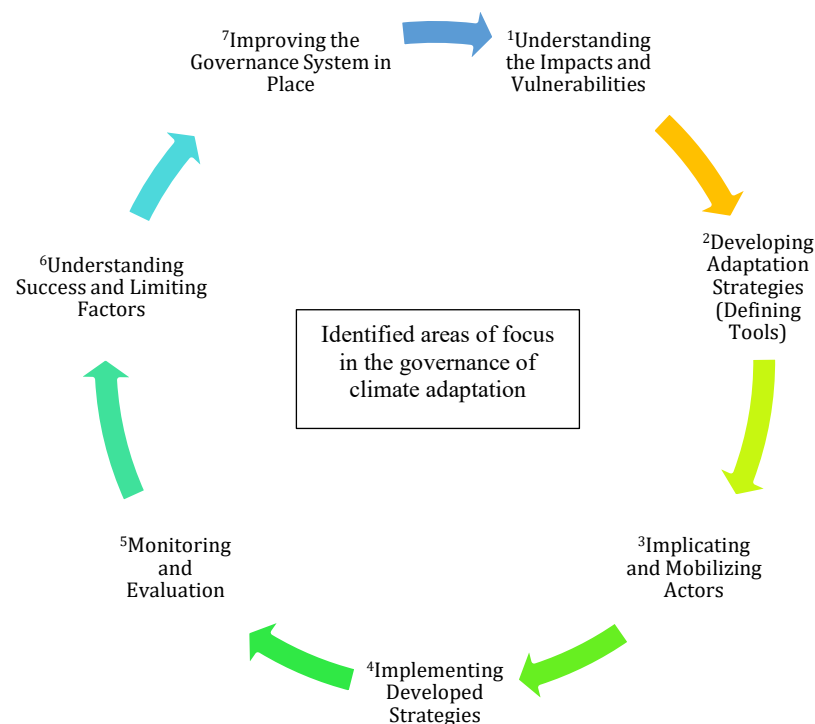 ⁷Improving the
Governance System in
Place
¹Understanding
the Impacts and
Vulnerabilities
²Developing
Adaptation
Strategies
(Defining
Tools)
³Implicating
and Mobilizing
Actors
⁴Implementing
Developed
Strategies
⁵Monitoring
and
Evaluation
⁶Understanding
Success and Limiting
Factors
Identified areas of focus
in the governance of
climate adaptation